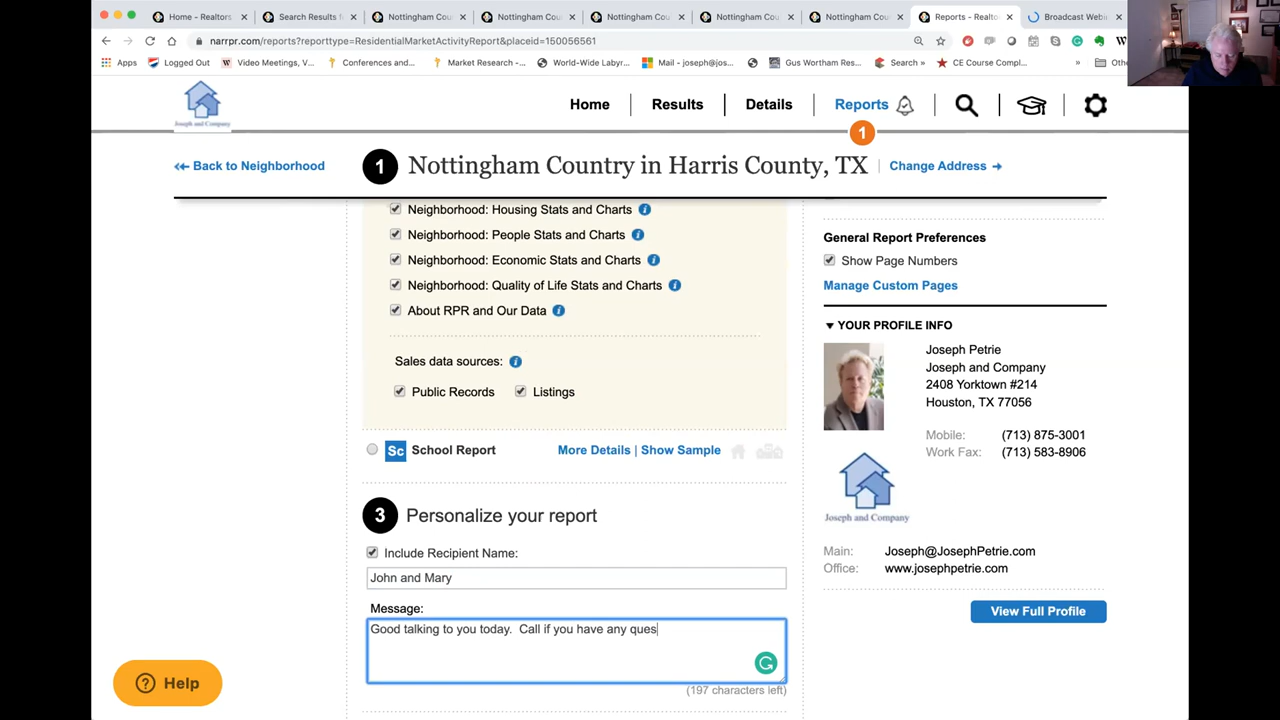 Home - Realtors
Search Results f
Nottingham Cou
Nottingham Cou
Nottingham Cou
Nottingham Cou
Nottingham Cou
Reports - Realto
Broadcast Webi
narrpr.com/reports?reporttype=ResidentialMarketActivityReport&placeid=150056561
Apps
Logged Out
Video Meetings, V...
Conferences and...
Market Research -...
World-Wide Labyr...
Mail - joseph@jos...
Gus Wortham Res...
Search
CE Course Compl...
Joseph and Company
Home
Results
Details
Reports
1
Back to Neighborhood
1 Nottingham Country in Harris County, TX
Change Address
Neighborhood: Housing Stats and Charts
Neighborhood: People Stats and Charts
Neighborhood: Economic Stats and Charts
Neighborhood: Quality of Life Stats and Charts
About RPR and Our Data
Sales data sources:
Public Records
Listings
Sc School Report
More Details | Show Sample
3 Personalize your report
Include Recipient Name:
John and Mary
Message:
Good talking to you today.  Call if you have any ques
(197 characters left)
Help
General Report Preferences
Show Page Numbers
Manage Custom Pages
YOUR PROFILE INFO
Joseph Petrie
Joseph and Company
2408 Yorktown #214
Houston, TX 77056
Mobile: (713) 875-3001
Work Fax: (713) 583-8906
Joseph and Company
Main: Joseph@JosephPetrie.com
Office: www.josephpetrie.com
View Full Profile